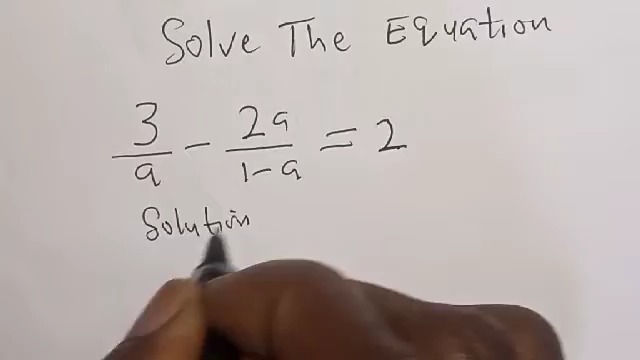 Solve The Equation
3/a - 2a/1-a = 2
Solution